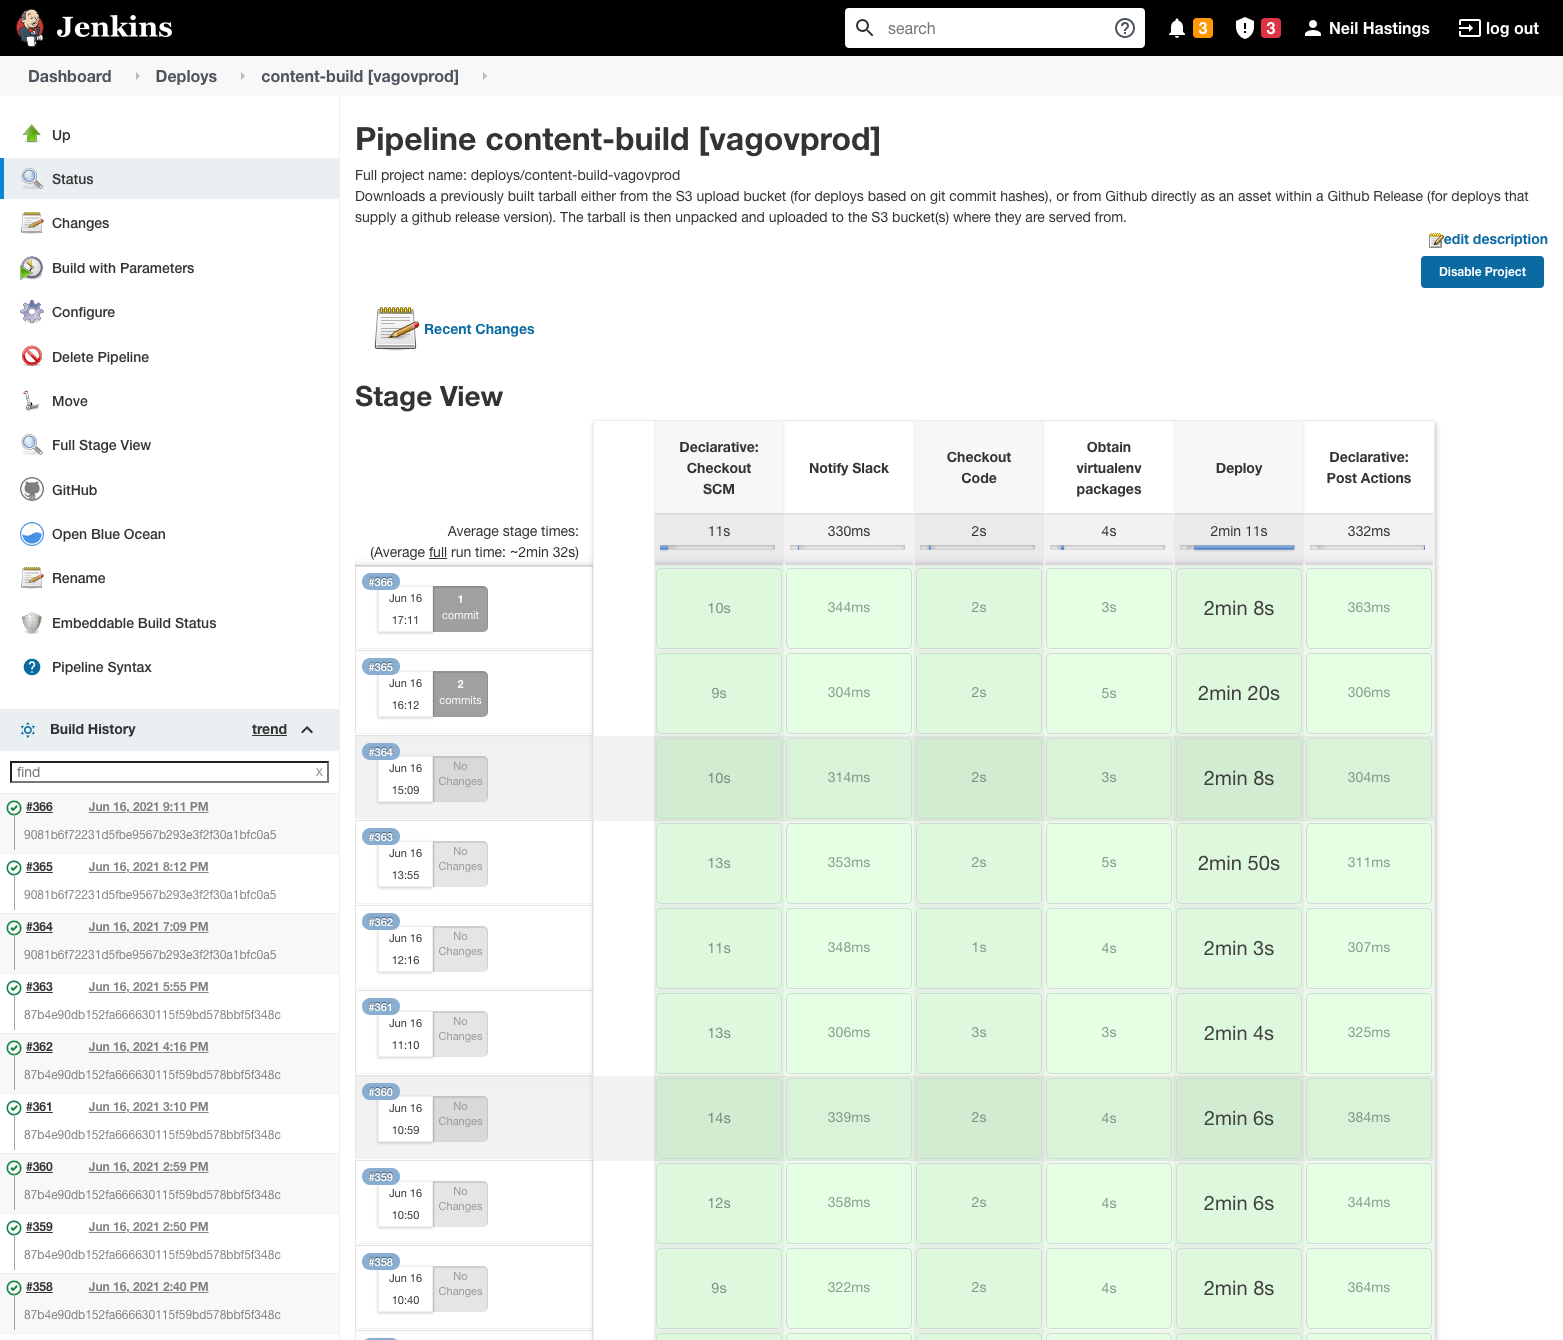 Jenkins
search
3
3
Neil Hastings
log out
Dashboard
Deploys
content-build [vagovprod]
Up
Status
Changes
Build with Parameters
Configure
Delete Pipeline
Move
Full Stage View
GitHub
Open Blue Ocean
Rename
Embeddable Build Status
Pipeline Syntax
Build History
trend
find
x
#366 Jun 16, 2021 9:11 PM
9081b6f72231d5fbe9567b293e3f2f30a1bfc0a5
#365 Jun 16, 2021 8:12 PM
9081b6f72231d5fbe9567b293e3f2f30a1bfc0a5
#364 Jun 16, 2021 7:09 PM
9081b6f72231d5fbe9567b293e3f2f30a1bfc0a5
#363 Jun 16, 2021 5:55 PM
87b4e90db152fa666630115f59bd578bbf5f348c
#362 Jun 16, 2021 4:16 PM
87b4e90db152fa666630115f59bd578bbf5f348c
#361 Jun 16, 2021 3:10 PM
87b4e90db152fa666630115f59bd578bbf5f348c
#360 Jun 16, 2021 2:59 PM
87b4e90db152fa666630115f59bd578bbf5f348c
#359 Jun 16, 2021 2:50 PM
87b4e90db152fa666630115f59bd578bbf5f348c
#358 Jun 16, 2021 2:40 PM
87b4e90db152fa666630115f59bd578bbf5f348c
Pipeline content-build [vagovprod]
Full project name: deploys/content-build-vagovprod
Downloads a previously built tarball either from the S3 upload bucket (for deploys based on git commit hashes), or from Github directly as an asset within a Github Release (for deploys that
supply a github release version). The tarball is then unpacked and uploaded to the S3 bucket(s) where they are served from.
edit description
Disable Project
Recent Changes
Stage View
Declarative:
Checkout
SCM
Notify Slack
Checkout
Code
Obtain
virtualenv
packages
Deploy
Declarative:
Post Actions
Average stage times:
(Average full run time: ~2min 32s)
11s 330ms 2s 4s 2min 11s 332ms
#366
Jun 16
17:11
1
commit
10s 344ms 2s 3s 2min 8s 363ms
#365
Jun 16
16:12
2
commits
9s 304ms 2s 5s 2min 20s 306ms
#364
Jun 16
15:09
No
Changes
10s 314ms 2s 3s 2min 8s 304ms
#363
Jun 16
13:55
No
Changes
13s 353ms 2s 5s 2min 50s 311ms
#362
Jun 16
12:16
No
Changes
11s 348ms 1s 4s 2min 3s 307ms
#361
Jun 16
11:10
No
Changes
13s 306ms 3s 3s 2min 4s 325ms
#360
Jun 16
10:59
No
Changes
14s 339ms 2s 4s 2min 6s 384ms
#359
Jun 16
10:50
No
Changes
12s 358ms 2s 4s 2min 6s 344ms
#358
Jun 16
10:40
No
Changes
9s 322ms 2s 4s 2min 8s 364ms